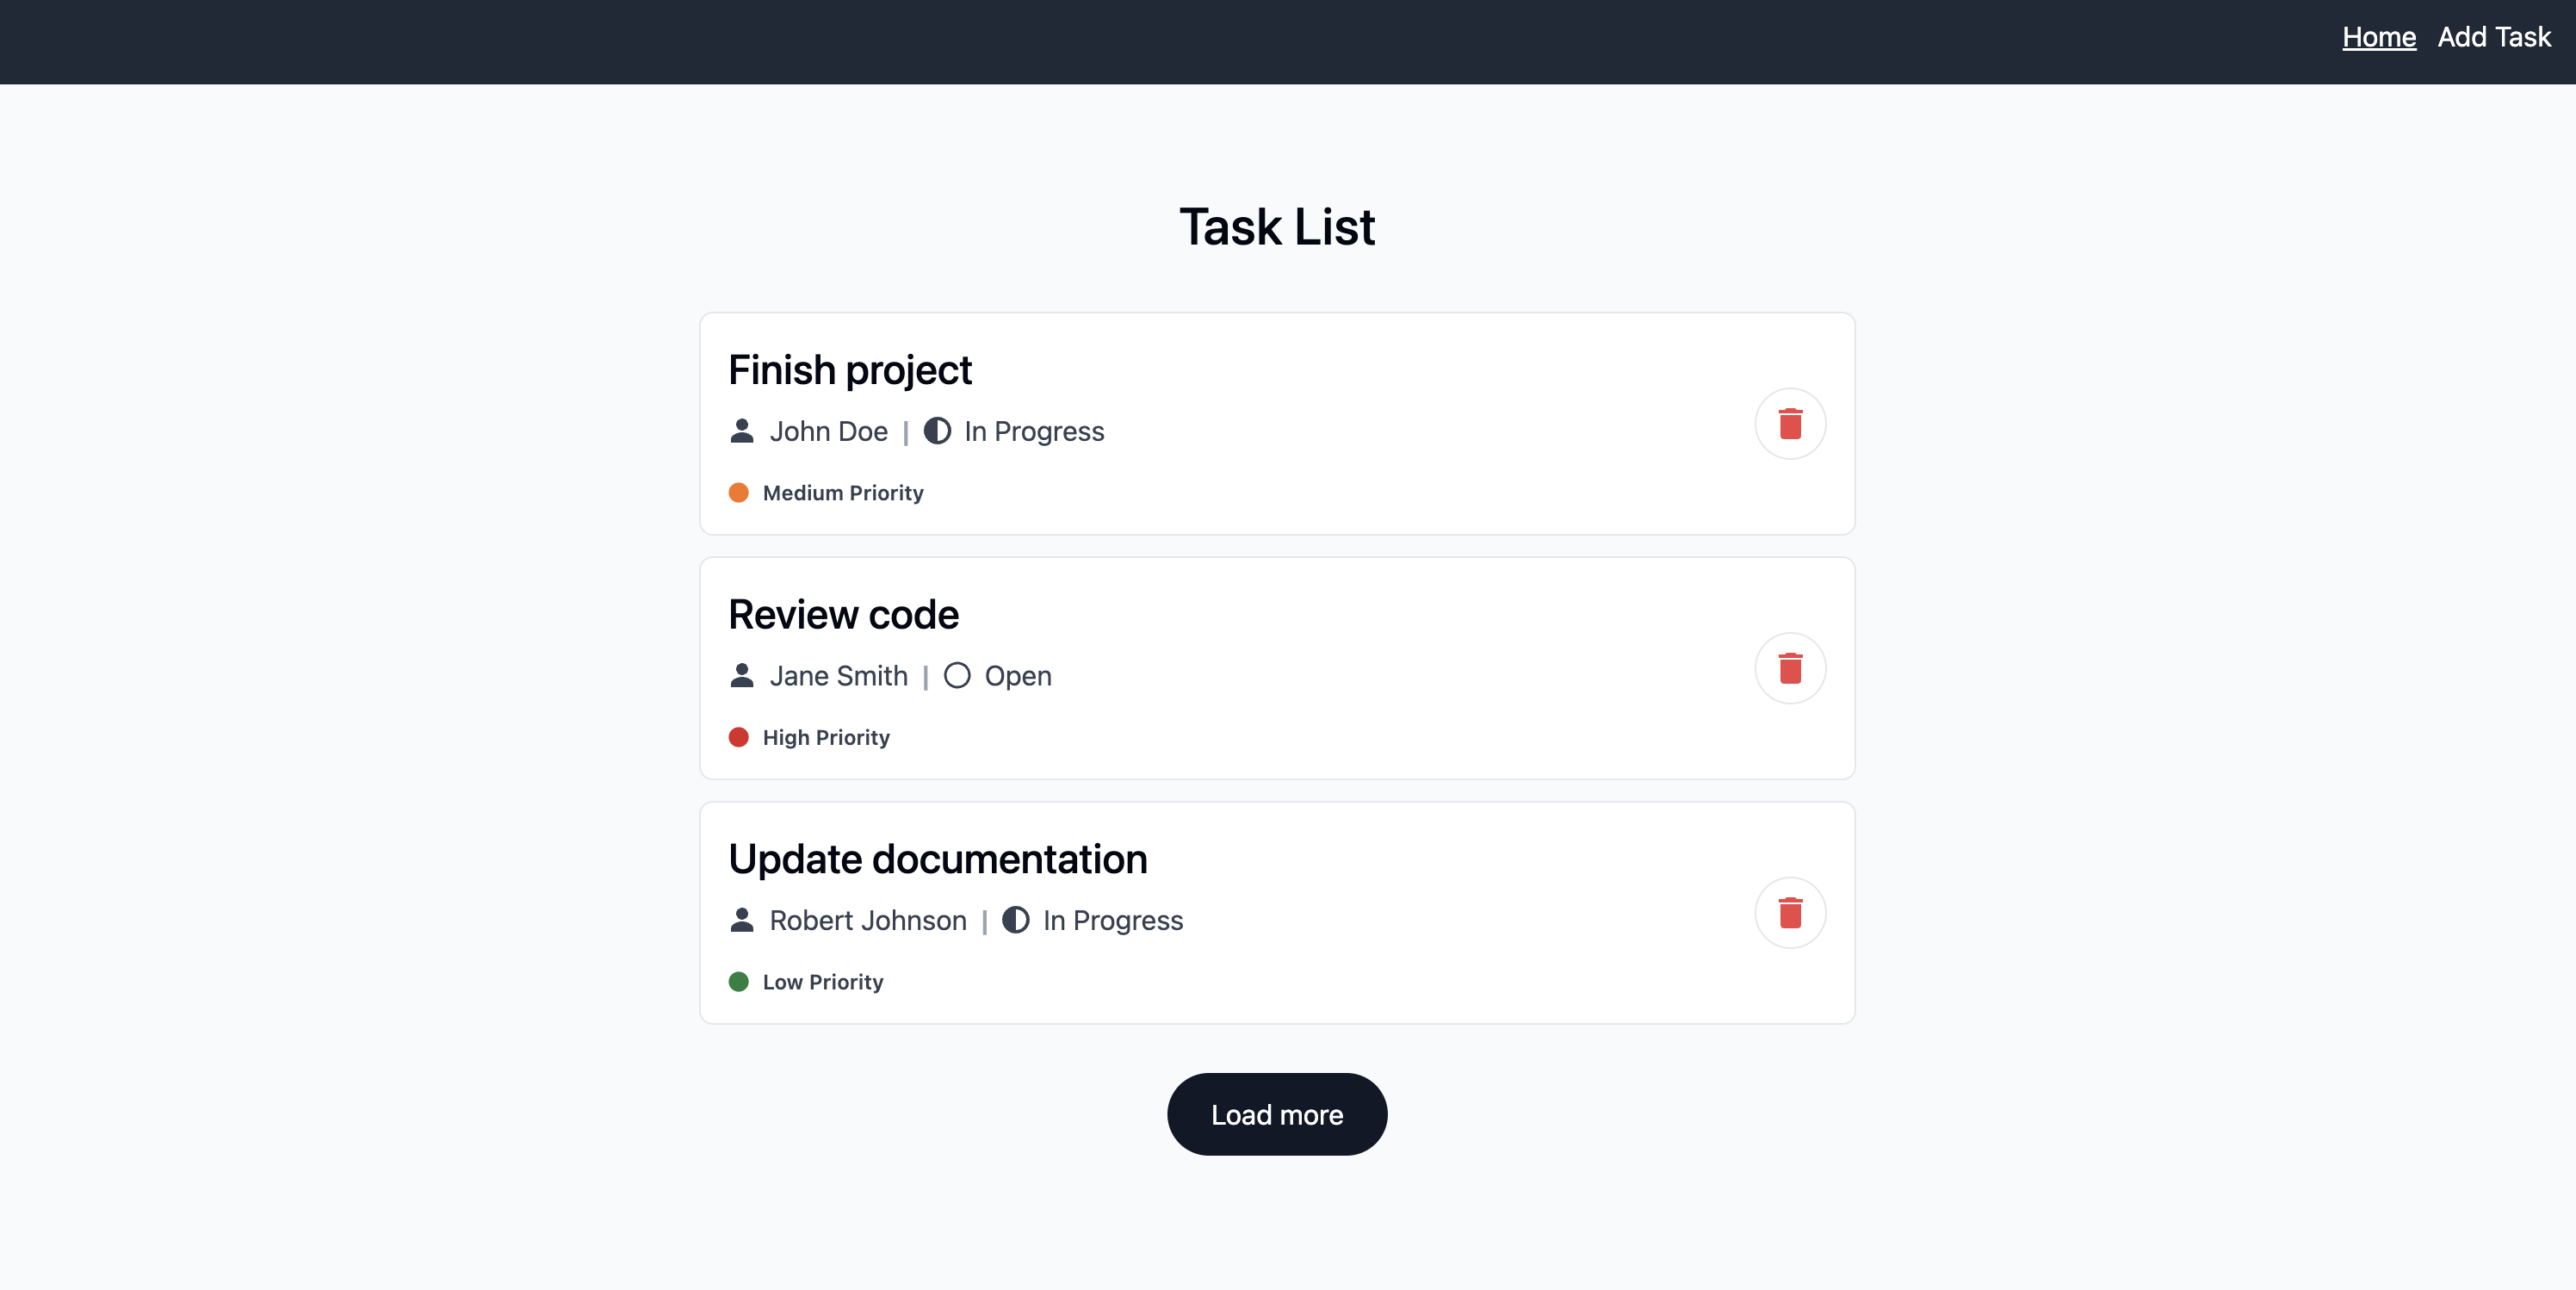 Home Add Task
Task List
Finish project
John Doe | In Progress
Medium Priority
Review code
Jane Smith | Open
High Priority
Update documentation
Robert Johnson | In Progress
Low Priority
Load more